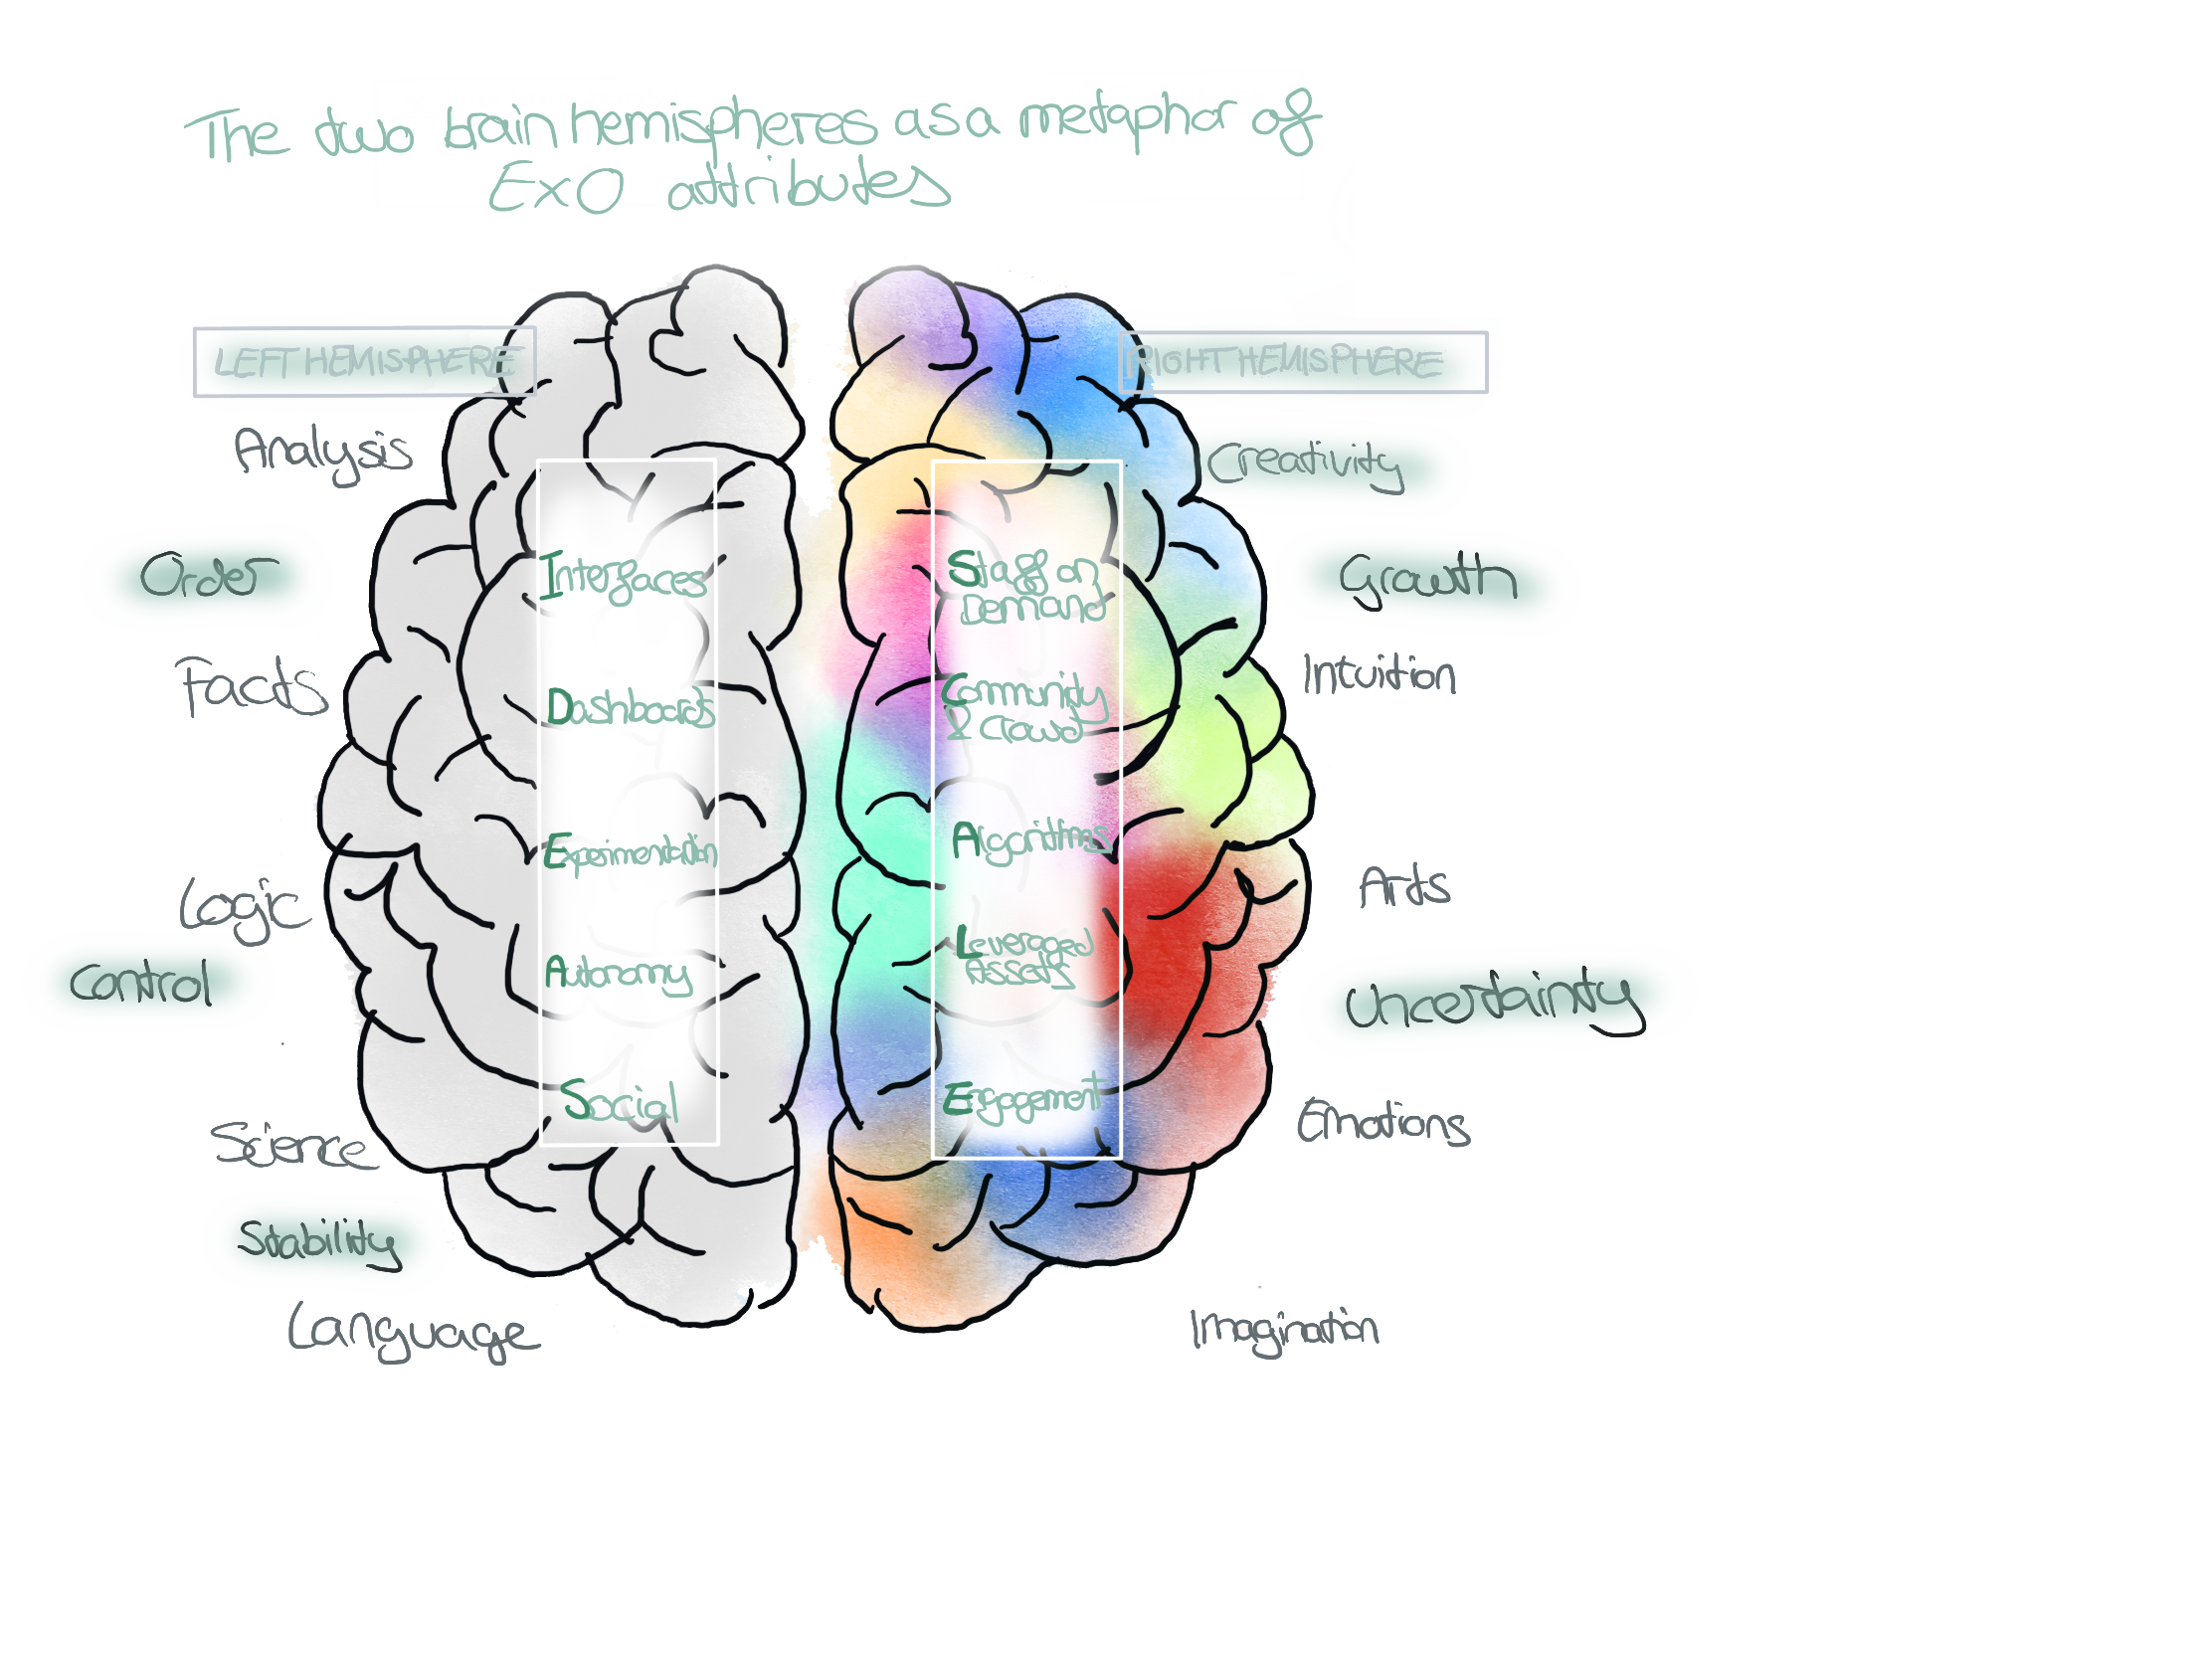 The two brain hemispheres as a metaphor of
ExO attributes
LEFT HEMISPHERE
Analysis
Order
Facts
Logic
Control
Science
Stability
Language
Interfaces
Dashboards
Experimentation
Autonomy
Social
Staff on
Demand
Community
& Crowd
Algorithms
Leveraged
Assets
Engagement
RIGHT HEMISPHERE
Creativity
Growth
Intuition
Arts
Uncertainty
Emotions
Imagination